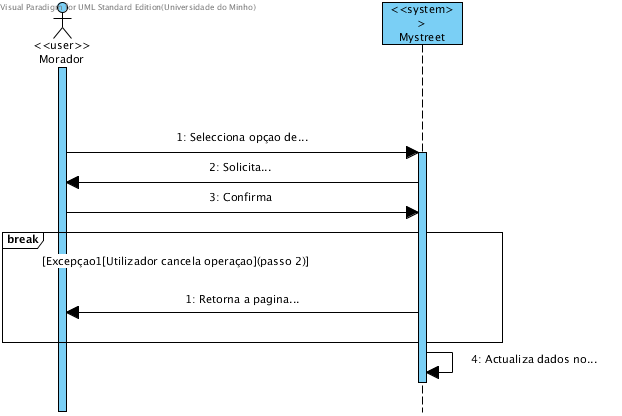 Visual Paradigm for UML Standard Edition(Universidade do Minho)
<<user>>
Morador
<<system>
>
Mystreet
1: Selecciona opçao de...
2: Solicita...
3: Confirma
break
[Excepçao1[Utilizador cancela operaçao](passo 2)]
1: Retorna a pagina...
4: Actualiza dados no...